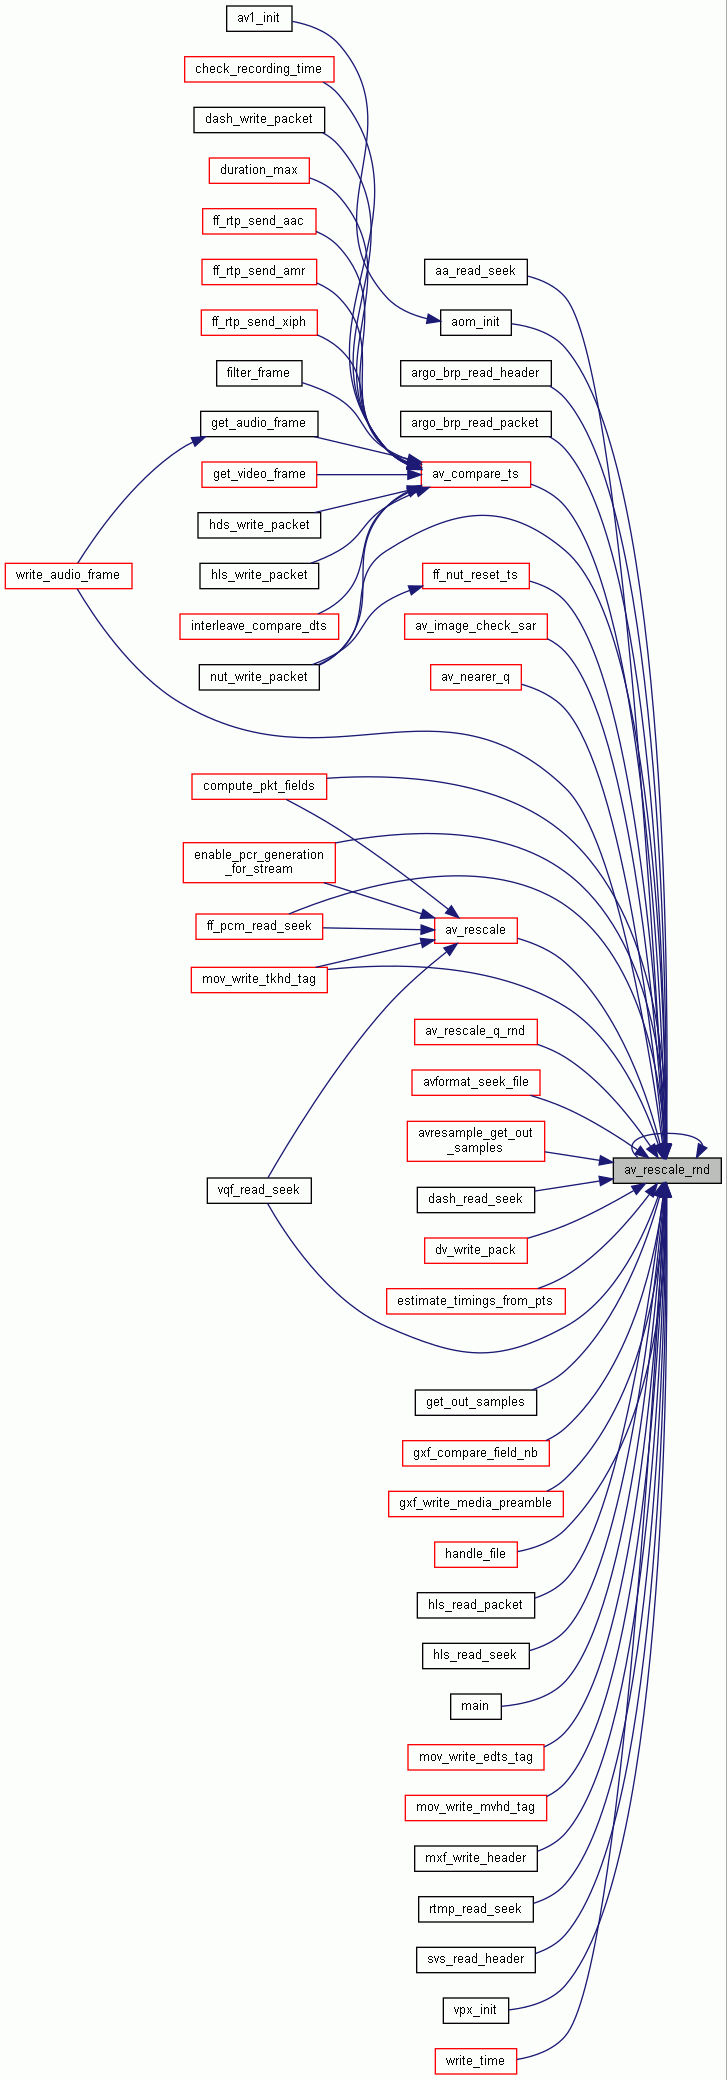 av1_init
check_recording_time
dash_write_packet
duration_max
ff_rtp_send_aac
ff_rtp_send_amr
ff_rtp_send_xiph
filter_frame
get_audio_frame
get_video_frame
hds_write_packet
hls_write_packet
write_audio_frame
interleave_compare_dts
nut_write_packet
compute_pkt_fields
enable_pcr_generation
_for_stream
ff_pcm_read_seek
mov_write_tkhd_tag
vqf_read_seek
aa_read_seek
aom_init
argo_brp_read_header
argo_brp_read_packet
av_compare_ts
ff_nut_reset_ts
av_image_check_sar
av_nearer_q
av_rescale
av_rescale_q_rnd
avformat_seek_file
avresample_get_out
_samples
dash_read_seek
dv_write_pack
estimate_timings_from_pts
get_out_samples
gxf_compare_field_nb
gxf_write_media_preamble
handle_file
hls_read_packet
hls_read_seek
main
mov_write_edts_tag
mov_write_mvhd_tag
mxf_write_header
rtmp_read_seek
svs_read_header
vpx_init
write_time
av_rescale_rnd